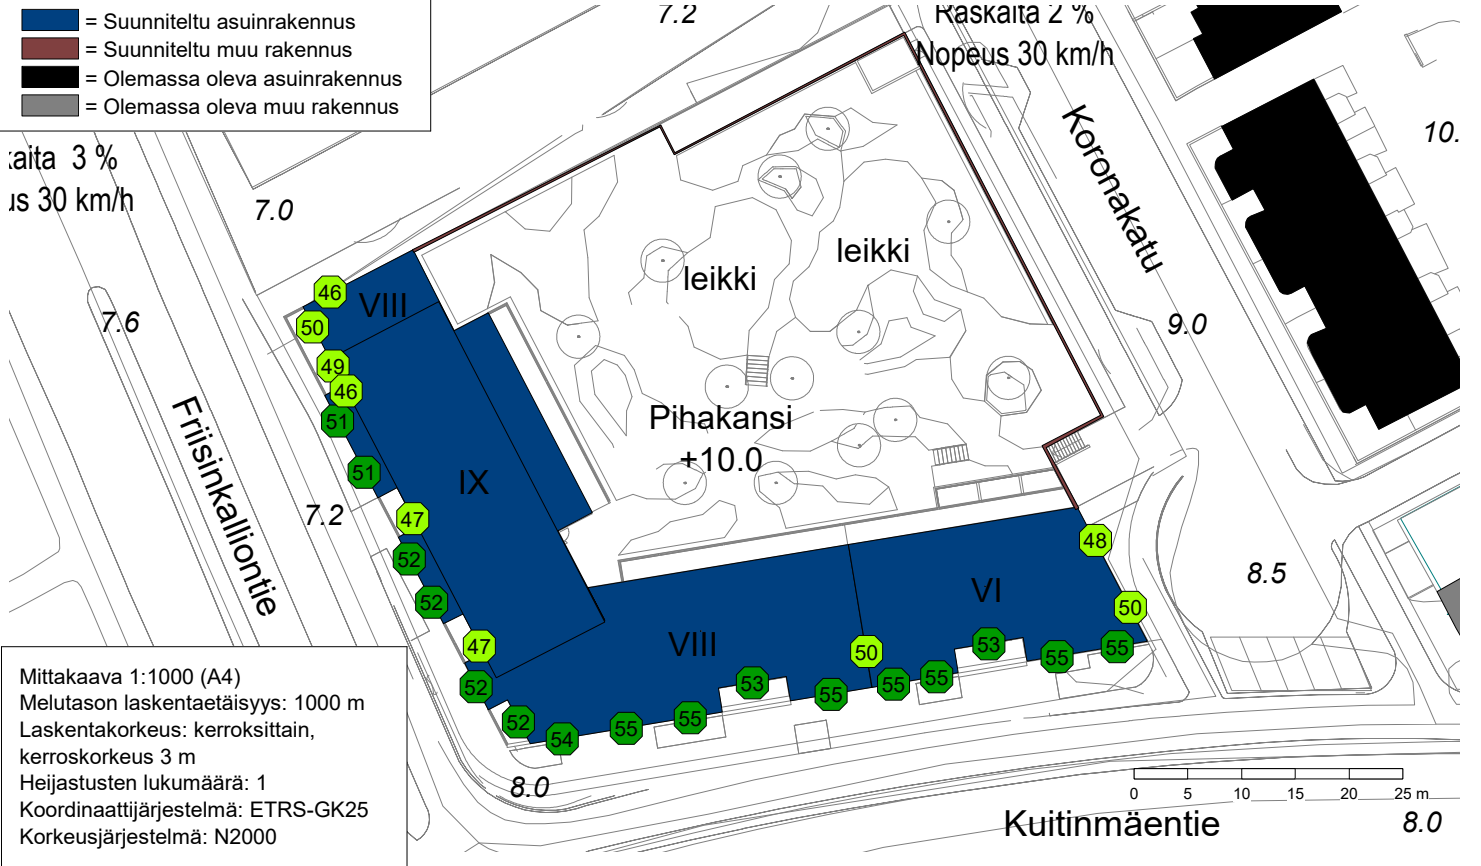 = Suunniteltu asuinrakennus
= Suunniteltu muu rakennus
= Olemassa oleva asuinrakennus
= Olemassa oleva muu rakennus
7.2
Raskaita 2 %
Nopeus 30 km/h
3 %
30 km/h
7.0
7.6
Koronakatu
10.
leikki
leikki
9.0
46
VIII
50
49
46
51
Pihakansi
+10.0
Friisinkalliontie
51
IX
7.2
47
52
52
48
8.5
VI
50
47
VIII
50
53
55
55
52
53
55
55
55
52
54
55
55
8.0
Mittakaava 1:1000 (A4)
Melutason laskentaetäisyys: 1000 m
Laskentakorkeus: kerroksittain,
kerroskorkeus 3 m
Heijastusten lukumäärä: 1
Koordinaattijärjestelmä: ETRS-GK25
Korkeusjärjestelmä: N2000
0 5 10 15 20 25 m
Kuitinmäentie
8.0